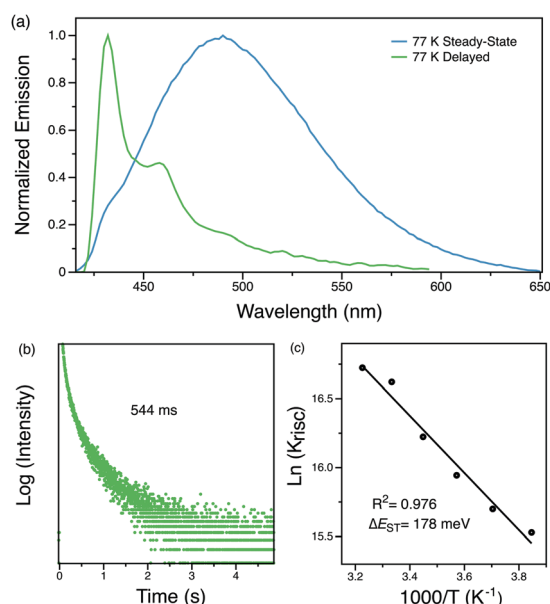 (a)
77 K Steady-State
77 K Delayed
Normalized Emission
1.0
0.8
0.6
0.4
0.2
0
450
500
550
600
650
Wavelength (nm)
(b)
544 ms
Log (Intensity)
0
1
2
3
4
Time (s)
(c)
Ln (Krisc)
16.5
16.0
15.5
R²= 0.976
ΔE_ST= 178 meV
3.2
3.4
3.6
3.8
1000/T (K⁻¹)